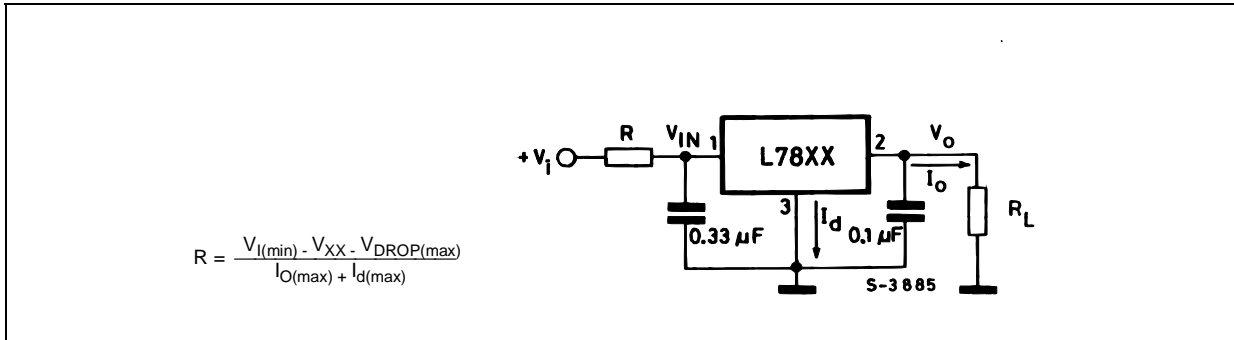 R = (V_I(min) - V_XX - V_DROP(max)) / (I_O(max) + I_d(max))
+ V_i
R
V_IN
1
L78XX
2
V_O
I_O
3
I_d
0.33 µF
0.1 µF
R_L
S-3885